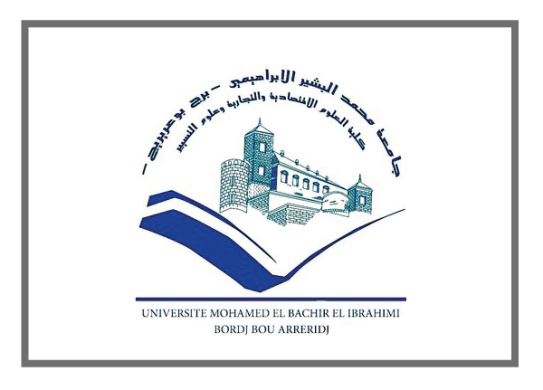 جامعة محمد البشير الابراهيمي - برج بوعريريج -
كلية العلوم الاقتصادية والتجارية وعلوم التسيير
UNIVERSITE MOHAMED EL BACHIR EL IBRAHIMI
BORDJ BOU ARRERIDJ